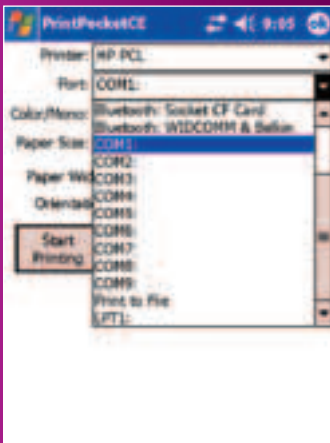 PrintPocketCE 9:05 ok
Printer: HP PCL
Port: COM1:
Color/Mono: Bluetooth: Socket CF Card
Bluetooth: WIDCOMM & Belkin
Paper Size: COM1:
COM2:
Paper Wid COM3:
COM4:
Orientati COM5:
COM6:
Start Printing COM7:
COM8:
COM9:
Print to File
LPT1: